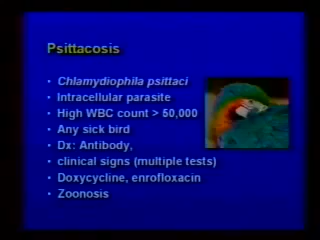 Psittacosis
• Chlamydiophila psittaci
• Intracellular parasite
• High WBC count > 50,000
• Any sick bird
• Dx: Antibody,
• clinical signs (multiple tests)
• Doxycycline, enrofloxacin
• Zoonosis